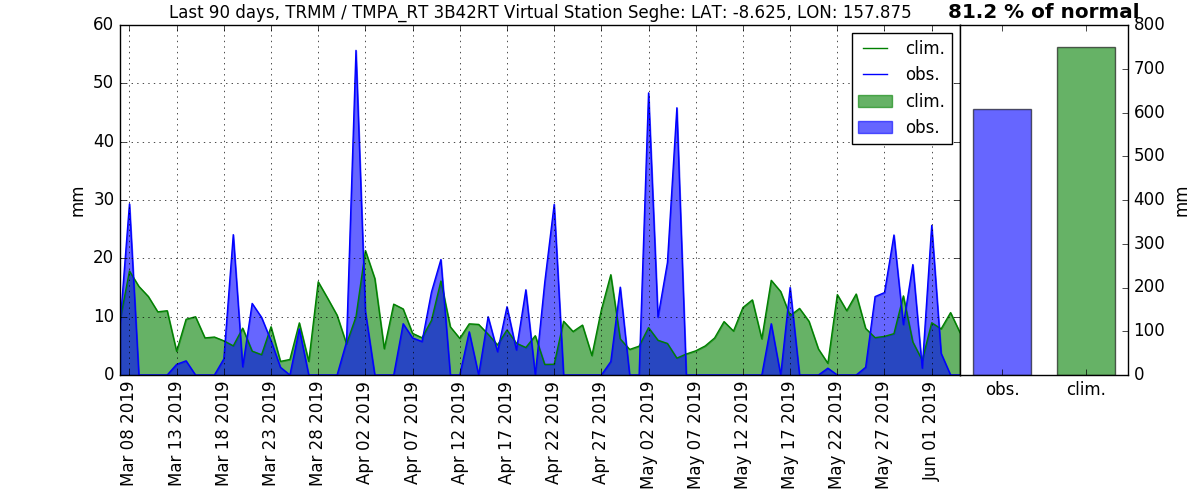 Last 90 days, TRMM / TMPA_RT 3B42RT Virtual Station Seghe: LAT: -8.625, LON: 157.875
81.2 % of normal
60
50
40
30
20
10
0
mm
clim.
obs.
clim.
obs.
Mar 08 2019
Mar 13 2019
Mar 18 2019
Mar 23 2019
Mar 28 2019
Apr 02 2019
Apr 07 2019
Apr 12 2019
Apr 17 2019
Apr 22 2019
Apr 27 2019
May 02 2019
May 07 2019
May 12 2019
May 17 2019
May 22 2019
May 27 2019
Jun 01 2019
800
700
600
500
400
300
200
100
0
mm
obs.
clim.